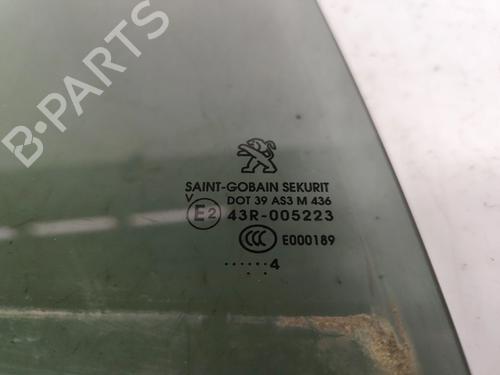 B-PARTS
SAINT-GOBAIN SEKURIT
V DOT 39 AS3 M 436
E2 43R-005223
CCC E000189
......4
.. .